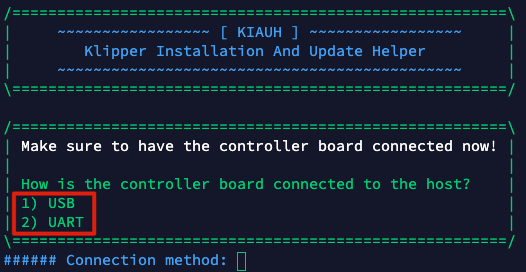 /=======================================================\
| ~~~~~~~~~~~~~~~~~ [ KIAUH ] ~~~~~~~~~~~~~~~~~ |
| Klipper Installation And Update Helper |
| ~~~~~~~~~~~~~~~~~~~~~~~~~~~~~~~~~~~~~~~~~~~~~ |
\=======================================================/
/=======================================================\
| Make sure to have the controller board connected now! |
| |
| How is the controller board connected to the host? |
| 1) USB |
| 2) UART |
\=======================================================/
###### Connection method: